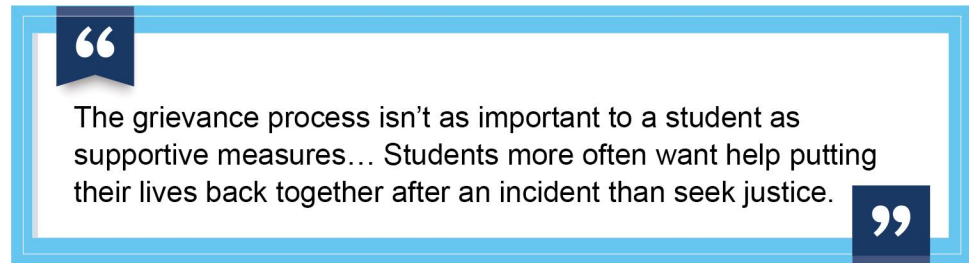 “
The grievance process isn’t as important to a student as
supportive measures… Students more often want help putting
their lives back together after an incident than seek justice.
”